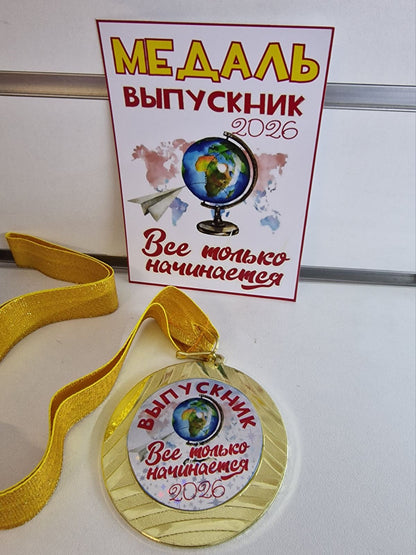 МЕДАЛЬ
ВЫПУСКНИК
2026
Все только
начинается
ВЫПУСКНИК
Все только
начинается
2026